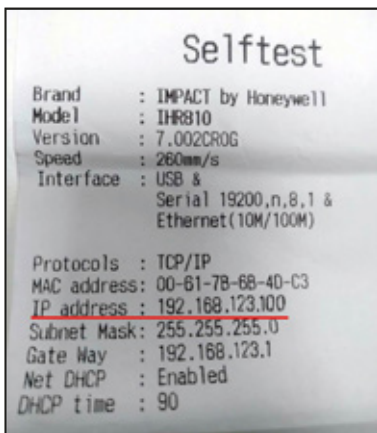 Selftest
Brand : IMPACT by Honeywell
Model : IHR810
Version : 7.002CROG
Speed : 260mm/s
Interface : USB &
Serial 19200,n,8,1 &
Ethernet(10M/100M)
Protocols : TCP/IP
MAC address: 00-61-7B-6B-4D-C3
IP address : 192.168.123.100
Subnet Mask: 255.255.255.0
Gate Way : 192.168.123.1
Net DHCP : Enabled
DHCP time : 90